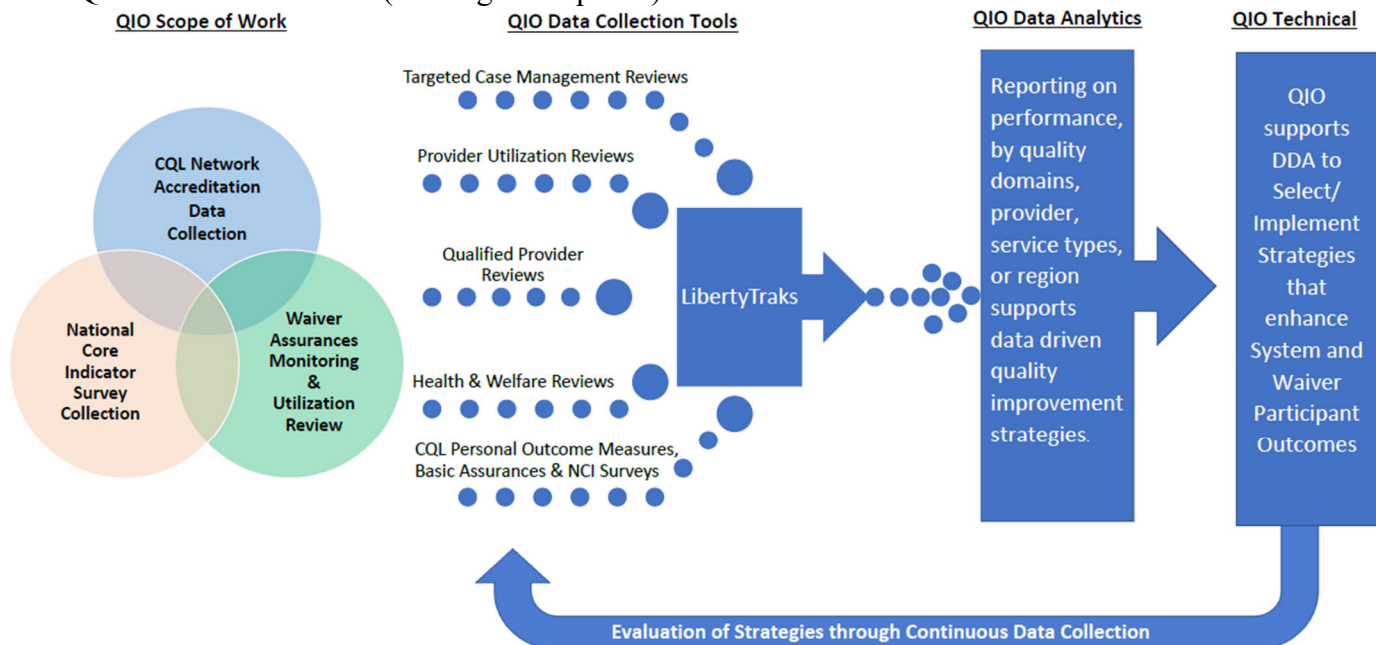 QIO Scope of Work
CQL Network
Accreditation
Data
Collection
National
Core
Indicator
Survey
Collection
Waiver
Assurances
Monitoring
&
Utilization
Review
QIO Data Collection Tools
Targeted Case Management Reviews
Provider Utilization Reviews
Qualified Provider
Reviews
Health & Welfare Reviews
CQL Personal Outcome Measures,
Basic Assurances & NCI Surveys
LibertyTraks
QIO Data Analytics
Reporting on
performance,
by quality
domains,
provider,
service types,
or region
supports
data driven
quality
improvement
strategies.
QIO Technical
QIO
supports
DDA to
Select/
Implement
Strategies
that
enhance
System and
Waiver
Participant
Outcomes
Evaluation of Strategies through Continuous Data Collection